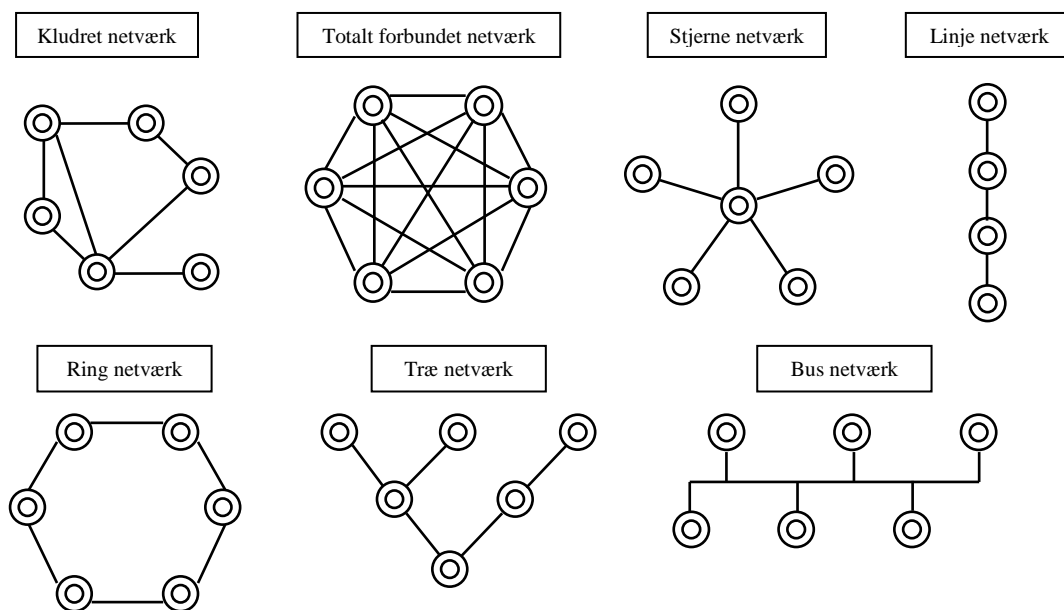 Kludret netværk
Totalt forbundet netværk
Stjerne netværk
Linje netværk
Ring netværk
Træ netværk
Bus netværk